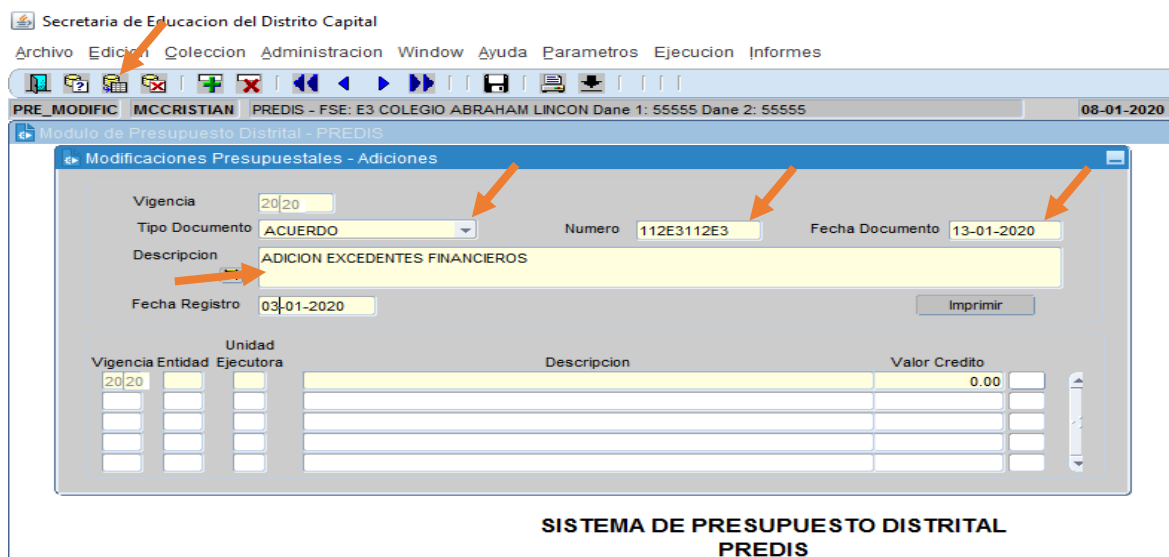 Secretaria de Educacion del Distrito Capital
Archivo Edicion Coleccion Administracion Window Ayuda Parametros Ejecucion Informes
PRE_MODIFIC MCCRISTIAN PREDIS - FSE: E3 COLEGIO ABRAHAM LINCON Dane 1: 55555 Dane 2: 55555 08-01-2020
Modulo de Presupuesto Distrital - PREDIS
Modificaciones Presupuestales - Adiciones
Vigencia 2020
Tipo Documento ACUERDO Numero 112E3112E3 Fecha Documento 13-01-2020
Descripcion ADICION EXCEDENTES FINANCIEROS
Fecha Registro 03-01-2020 Imprimir
Unidad
Vigencia Entidad Ejecutora Descripcion Valor Credito
2020 0.00
SISTEMA DE PRESUPUESTO DISTRITAL
PREDIS